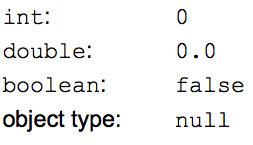 int: 0
double: 0.0
boolean: false
object type: null